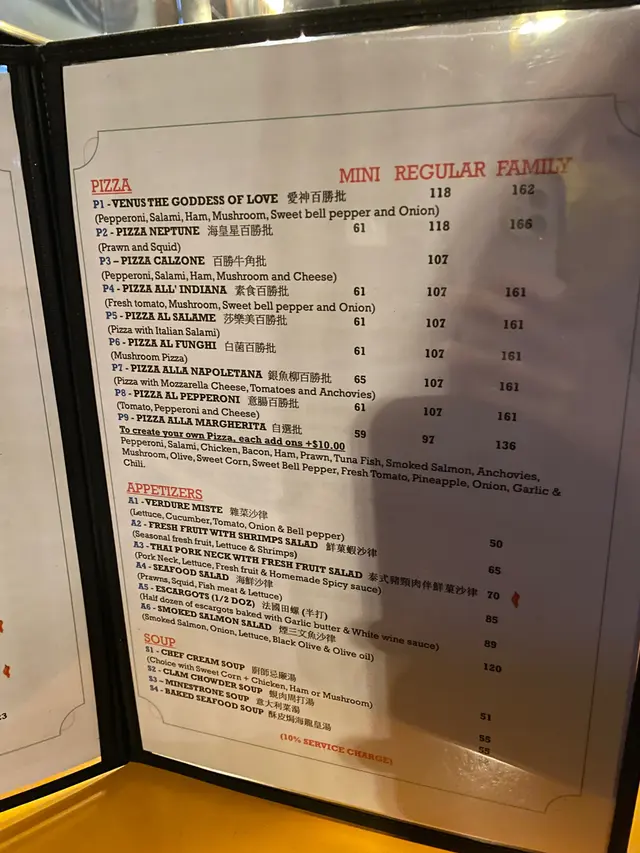 MINI REGULAR FAMILY
PIZZA
P1 - VENUS THE GODDESS OF LOVE 愛神百勝批 118 162
(Pepperoni, Salami, Ham, Mushroom, Sweet bell pepper and Onion)
P2 - PIZZA NEPTUNE 海皇星百勝批 61 118 166
(Prawn and Squid)
P3 – PIZZA CALZONE 百勝牛角批 107
(Pepperoni, Salami, Ham, Mushroom and Cheese)
P4 - PIZZA ALL' INDIANA 素食百勝批 61 107 161
(Fresh tomato, Mushroom, Sweet bell pepper and Onion)
P5 - PIZZA AL SALAME 莎樂美百勝批 61 107 161
(Pizza with Italian Salami)
P6 - PIZZA AL FUNGHI 白菌百勝批 61 107 161
(Mushroom Pizza)
P7 - PIZZA ALLA NAPOLETANA 銀魚柳百勝批 65 107 161
(Pizza with Mozzarella Cheese, Tomatoes and Anchovies)
P8 - PIZZA AL PEPPERONI 意腸百勝批 61 107 161
(Tomato, Pepperoni and Cheese)
P9 - PIZZA ALLA MARGHERITA 自選批 59 97 136
To create your own Pizza, each add ons +$10.00
Pepperoni, Salami, Chicken, Bacon, Ham, Prawn, Tuna Fish, Smoked Salmon, Anchovies,
Mushroom, Olive, Sweet Corn, Sweet Bell Pepper, Fresh Tomato, Pineapple, Onion, Garlic &
Chili.
APPETIZERS
A1 - VERDURE MISTE 雜菜沙律 50
(Lettuce, Cucumber, Tomato, Onion & Bell pepper)
A2 - FRESH FRUIT WITH SHRIMPS SALAD 鮮菓蝦沙律 65
(Seasonal fresh fruit, Lettuce & Shrimps)
A3 - THAI PORK NECK WITH FRESH FRUIT SALAD 泰式豬頸肉伴鮮菓沙律 70
(Pork Neck, Lettuce, Fresh fruit & Homemade Spicy sauce)
A4 - SEAFOOD SALAD 海鮮沙律 85
(Prawns, Squid, Fish meat & Lettuce)
A5 - ESCARGOTS (1/2 DOZ) 法國田螺 (半打) 89
(Half dozen of escargots baked with Garlic butter & White wine sauce)
A6 - SMOKED SALMON SALAD 煙三文魚沙律 120
(Smoked Salmon, Onion, Lettuce, Black Olive & Olive oil)
SOUP
S1 - CHEF CREAM SOUP 廚師忌廉湯 51
(Choice with Sweet Corn + Chicken, Ham or Mushroom)
S2 - CLAM CHOWDER SOUP 蜆肉周打湯 55
S3 - MINESTRONE SOUP 意大利菜湯 55
S4 - BAKED SEAFOOD SOUP 酥皮焗海龍皇湯
(10% SERVICE CHARGE)